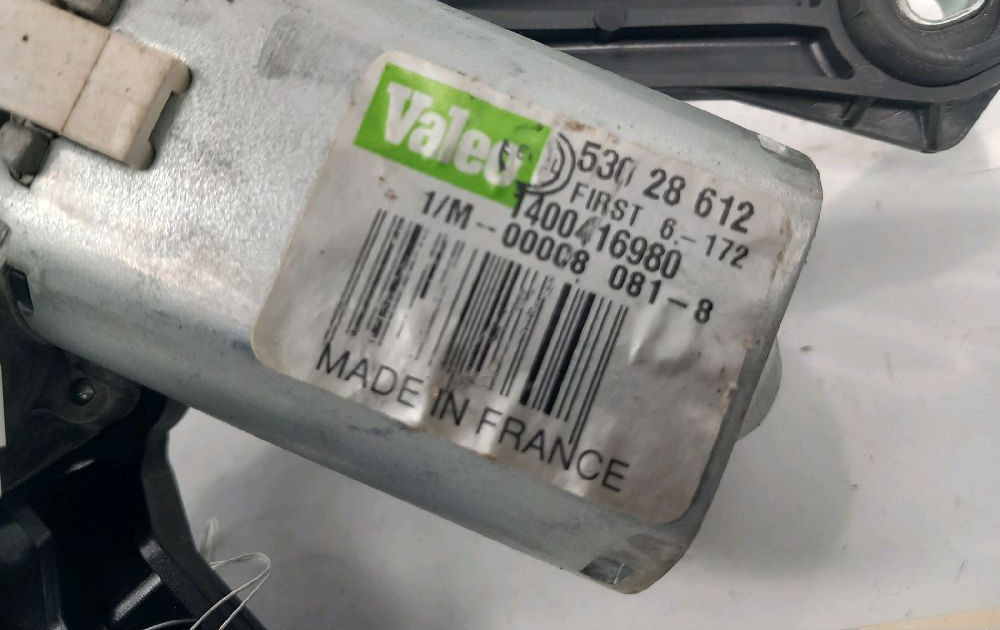 Valeo 530 28 612
FIRST 6.-172
1400416980
1/M--00008 081-8
MADE IN FRANCE